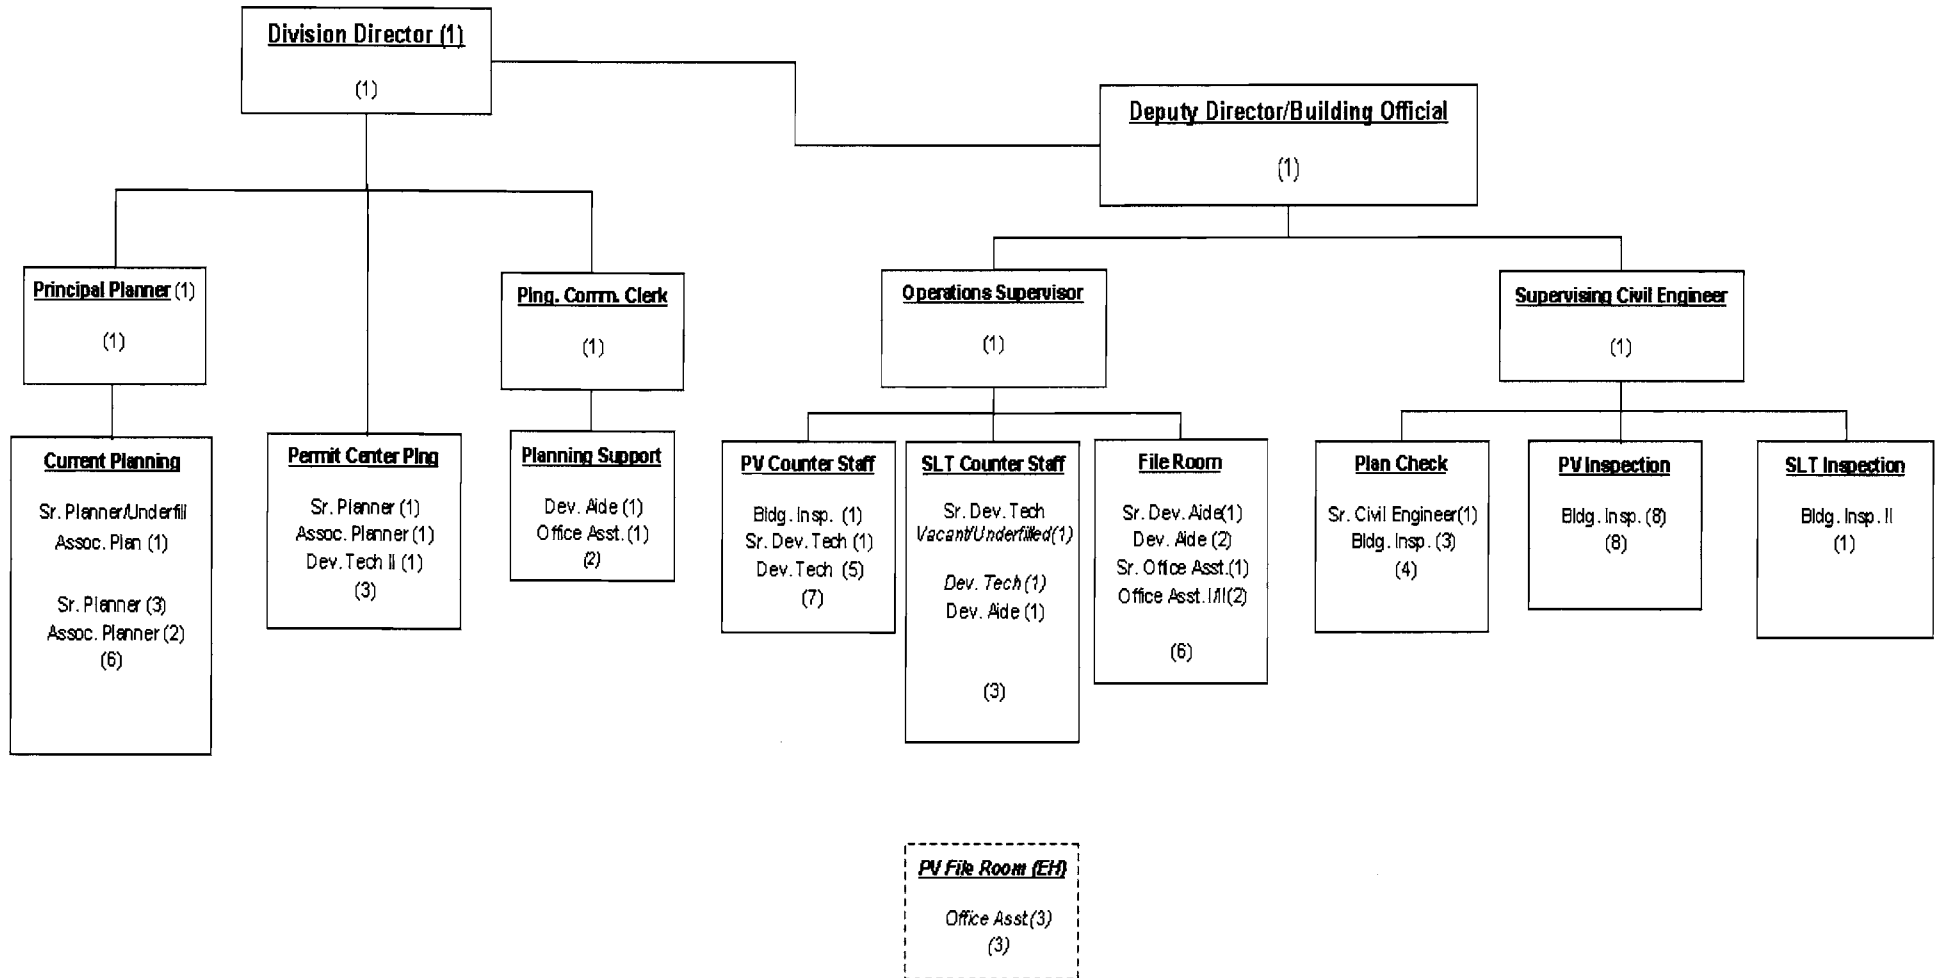 Division Director (1)
(1)
Deputy Director/Building Official
(1)
Principal Planner (1)
(1)
Plng. Comm. Clerk
(1)
Operations Supervisor
(1)
Supervising Civil Engineer
(1)
Current Planning
Sr. Planner/Underfill
Assoc. Plan (1)
Sr. Planner (3)
Assoc. Planner (2)
(6)
Permit Center Plng
Sr. Planner (1)
Assoc. Planner (1)
Dev. Tech II (1)
(3)
Planning Support
Dev. Aide (1)
Office Asst. (1)
(2)
PV Counter Staff
Bldg. Insp. (1)
Sr. Dev. Tech (1)
Dev. Tech (5)
(7)
SLT Counter Staff
Sr. Dev. Tech
Vacant/Underfilled(1)
Dev. Tech (1)
Dev. Aide (1)
(3)
File Room
Sr. Dev. Aide(1)
Dev. Aide (2)
Sr. Office Asst.(1)
Office Asst. I/II(2)
(6)
Plan Check
Sr. Civil Engineer(1)
Bldg. Insp. (3)
(4)
PV Inspection
Bldg. Insp. (8)
(8)
SLT Inspection
Bldg. Insp. II
(1)
PV File Room (EH)
Office Asst (3)
(3)